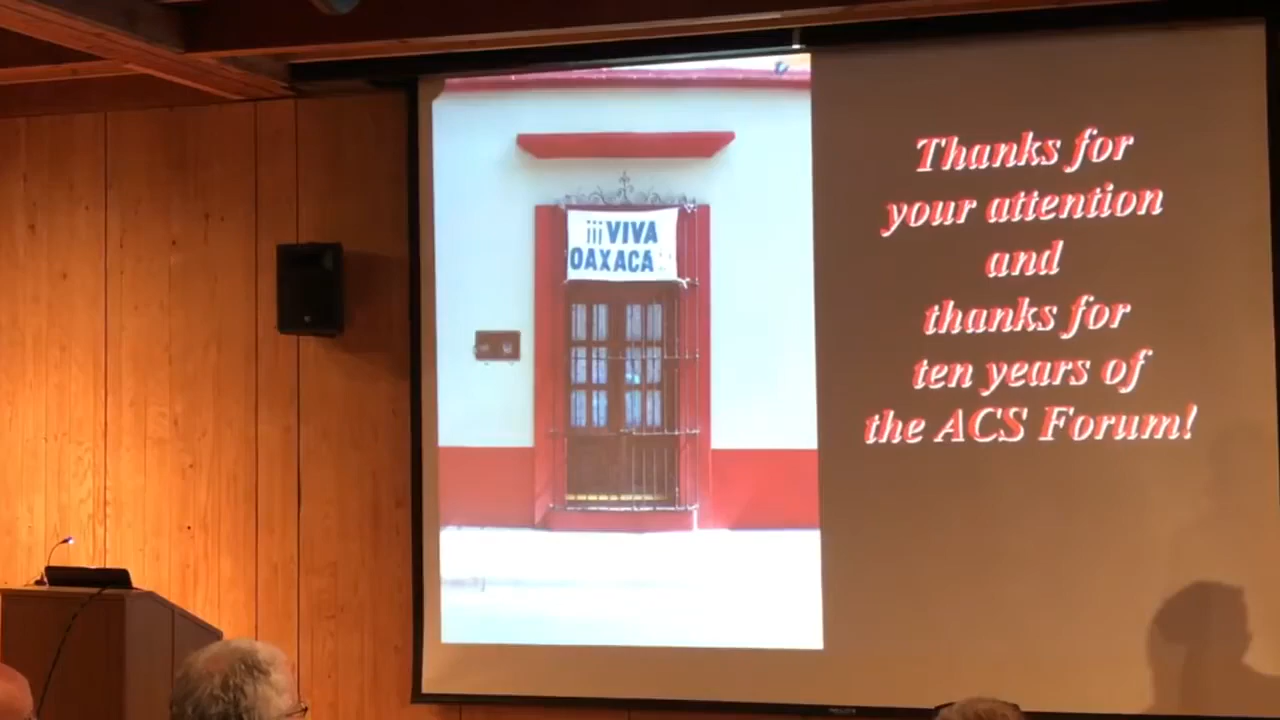 ¡¡¡VIVA
OAXACA
Thanks for
your attention
and
thanks for
ten years of
the ACS Forum!